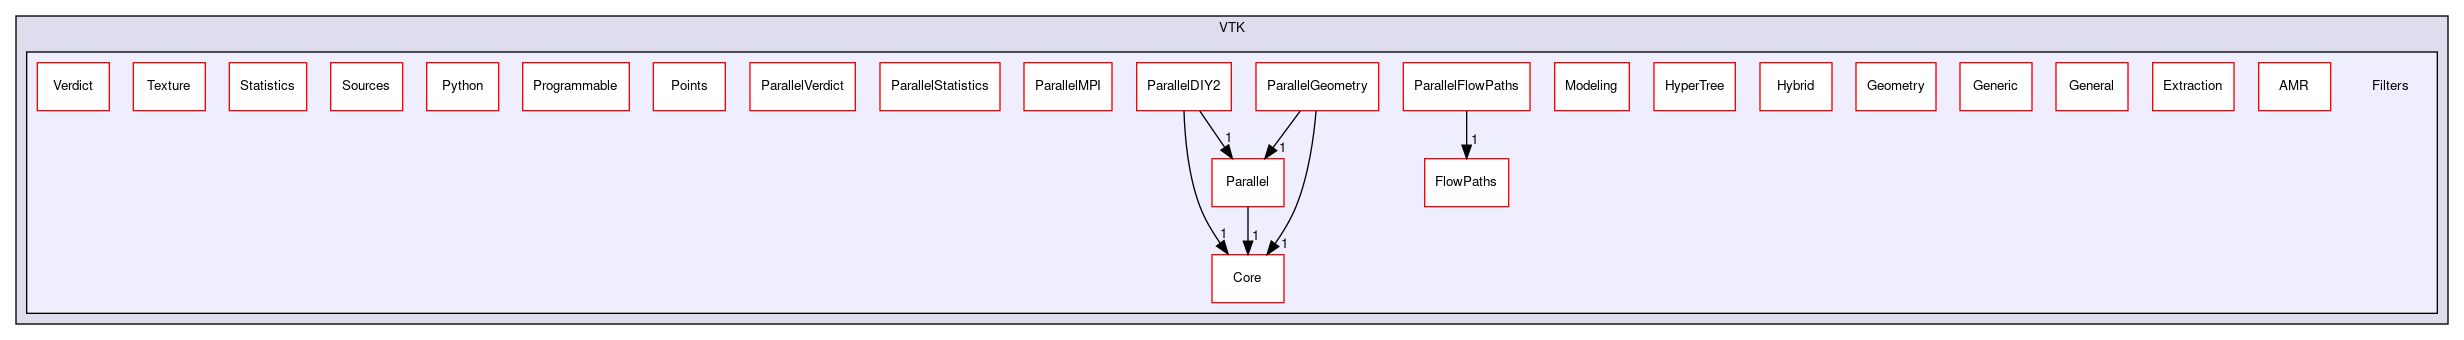 VTK
Verdict
Texture
Statistics
Sources
Python
Programmable
Points
ParallelVerdict
ParallelStatistics
ParallelMPI
ParallelDIY2
ParallelGeometry
ParallelFlowPaths
Modeling
HyperTree
Hybrid
Geometry
Generic
General
Extraction
AMR
Filters
1
1
1
Parallel
FlowPaths
1
1
1
Core